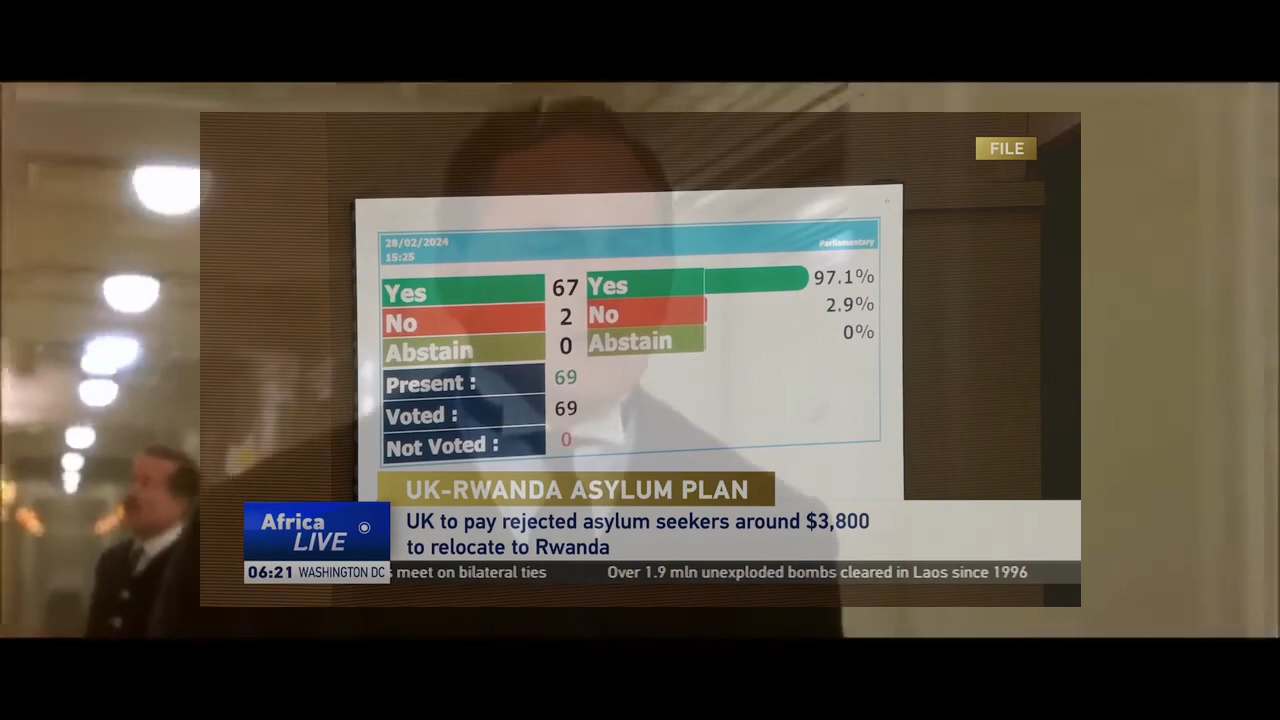 FILE
28/02/2024
15:25
Parliamentary
Yes 67 Yes 97.1%
No 2 No 2.9%
Abstain 0 Abstain 0%
Present : 69
Voted : 69
Not Voted : 0
UK-RWANDA ASYLUM PLAN
Africa
LIVE
UK to pay rejected asylum seekers around $3,800
to relocate to Rwanda
06:21 WASHINGTON DC
meet on bilateral ties
Over 1.9 mln unexploded bombs cleared in Laos since 1996